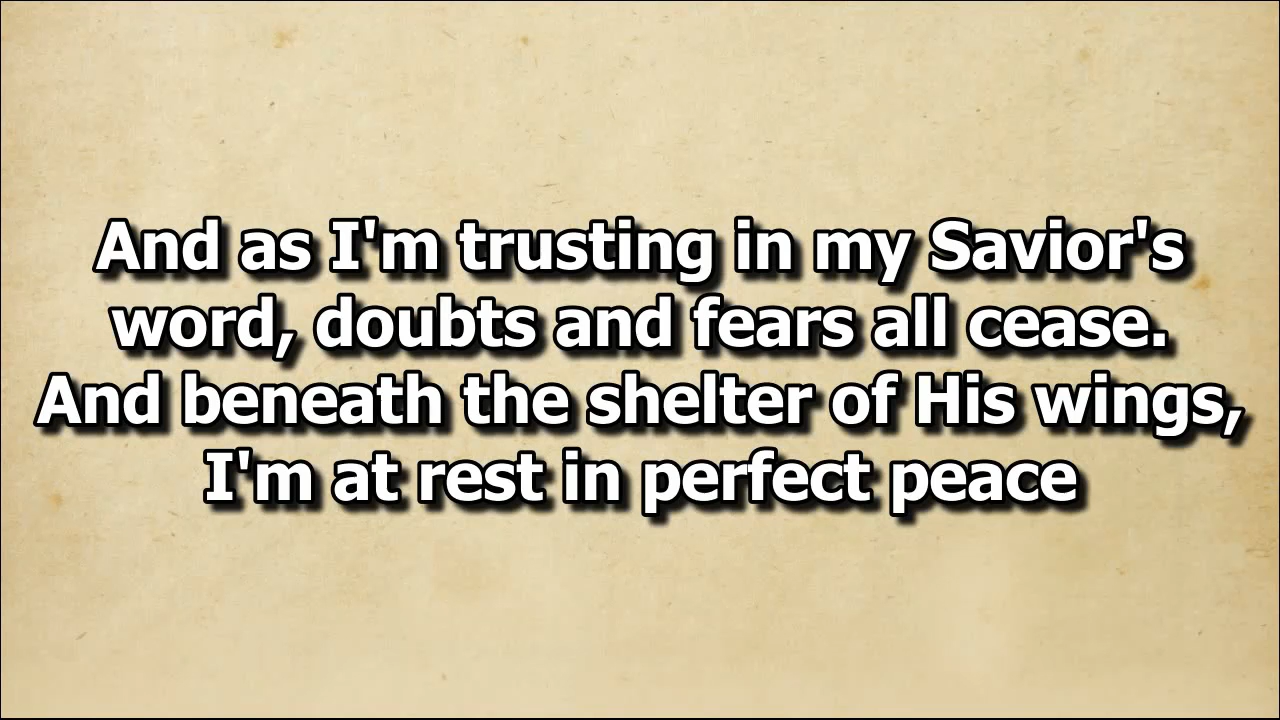 And as I'm trusting in my Savior's
word, doubts and fears all cease.
And beneath the shelter of His wings,
I'm at rest in perfect peace